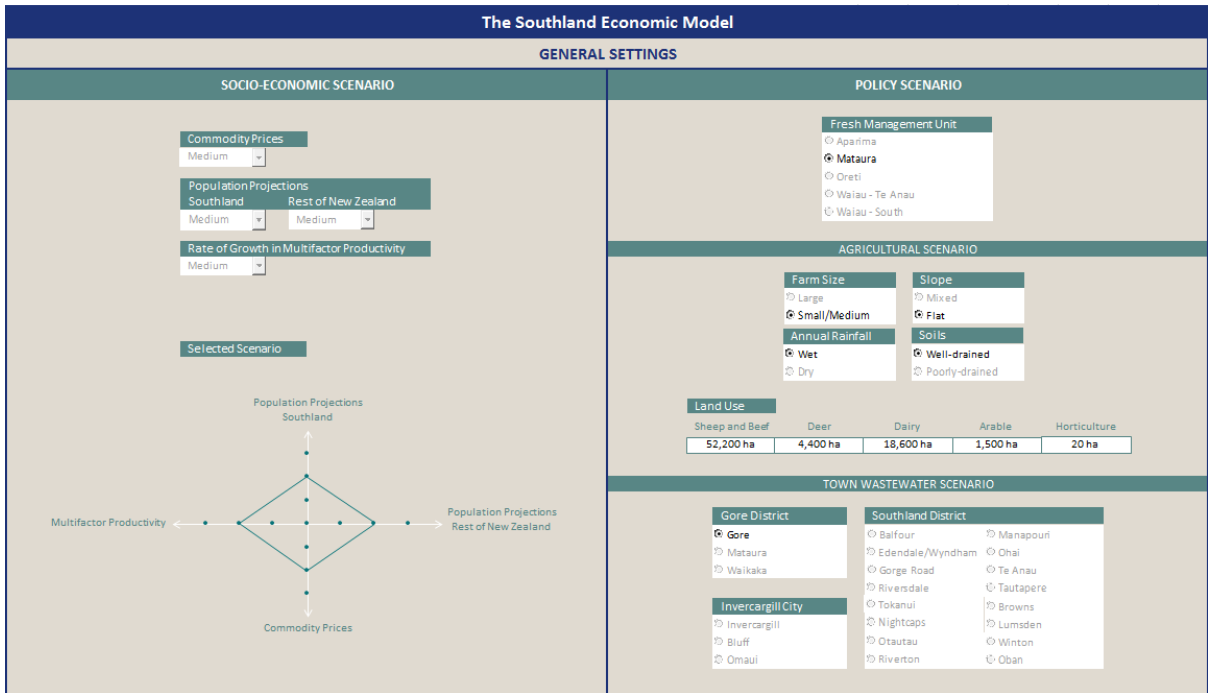 The Southland Economic Model
GENERAL SETTINGS
SOCIO-ECONOMIC SCENARIO
Commodity Prices
Medium
Population Projections
Southland Rest of New Zealand
Medium Medium
Rate of Growth in Multifactor Productivity
Medium
Selected Scenario
Population Projections
Southland
Multifactor Productivity
Population Projections
Rest of New Zealand
Commodity Prices
POLICY SCENARIO
Fresh Management Unit
Aparima
Mataura
Oreti
Waiau - Te Anau
Waiau - South
AGRICULTURAL SCENARIO
Farm Size Slope
Large Mixed
Small/Medium Flat
Annual Rainfall Soils
Wet Well-drained
Dry Poorly-drained
Land Use
Sheep and Beef Deer Dairy Arable Horticulture
52,200 ha 4,400 ha 18,600 ha 1,500 ha 20 ha
TOWN WASTEWATER SCENARIO
Gore District
Gore
Mataura
Waikaka
Invercargill City
Invercargill
Bluff
Omaui
Southland District
Balfour Manapouri
Edendale/Wyndham Ohai
Gorge Road Te Anau
Riversdale Tautapere
Tokanui Browns
Nightcaps Lumsden
Otautau Winton
Riverton Oban